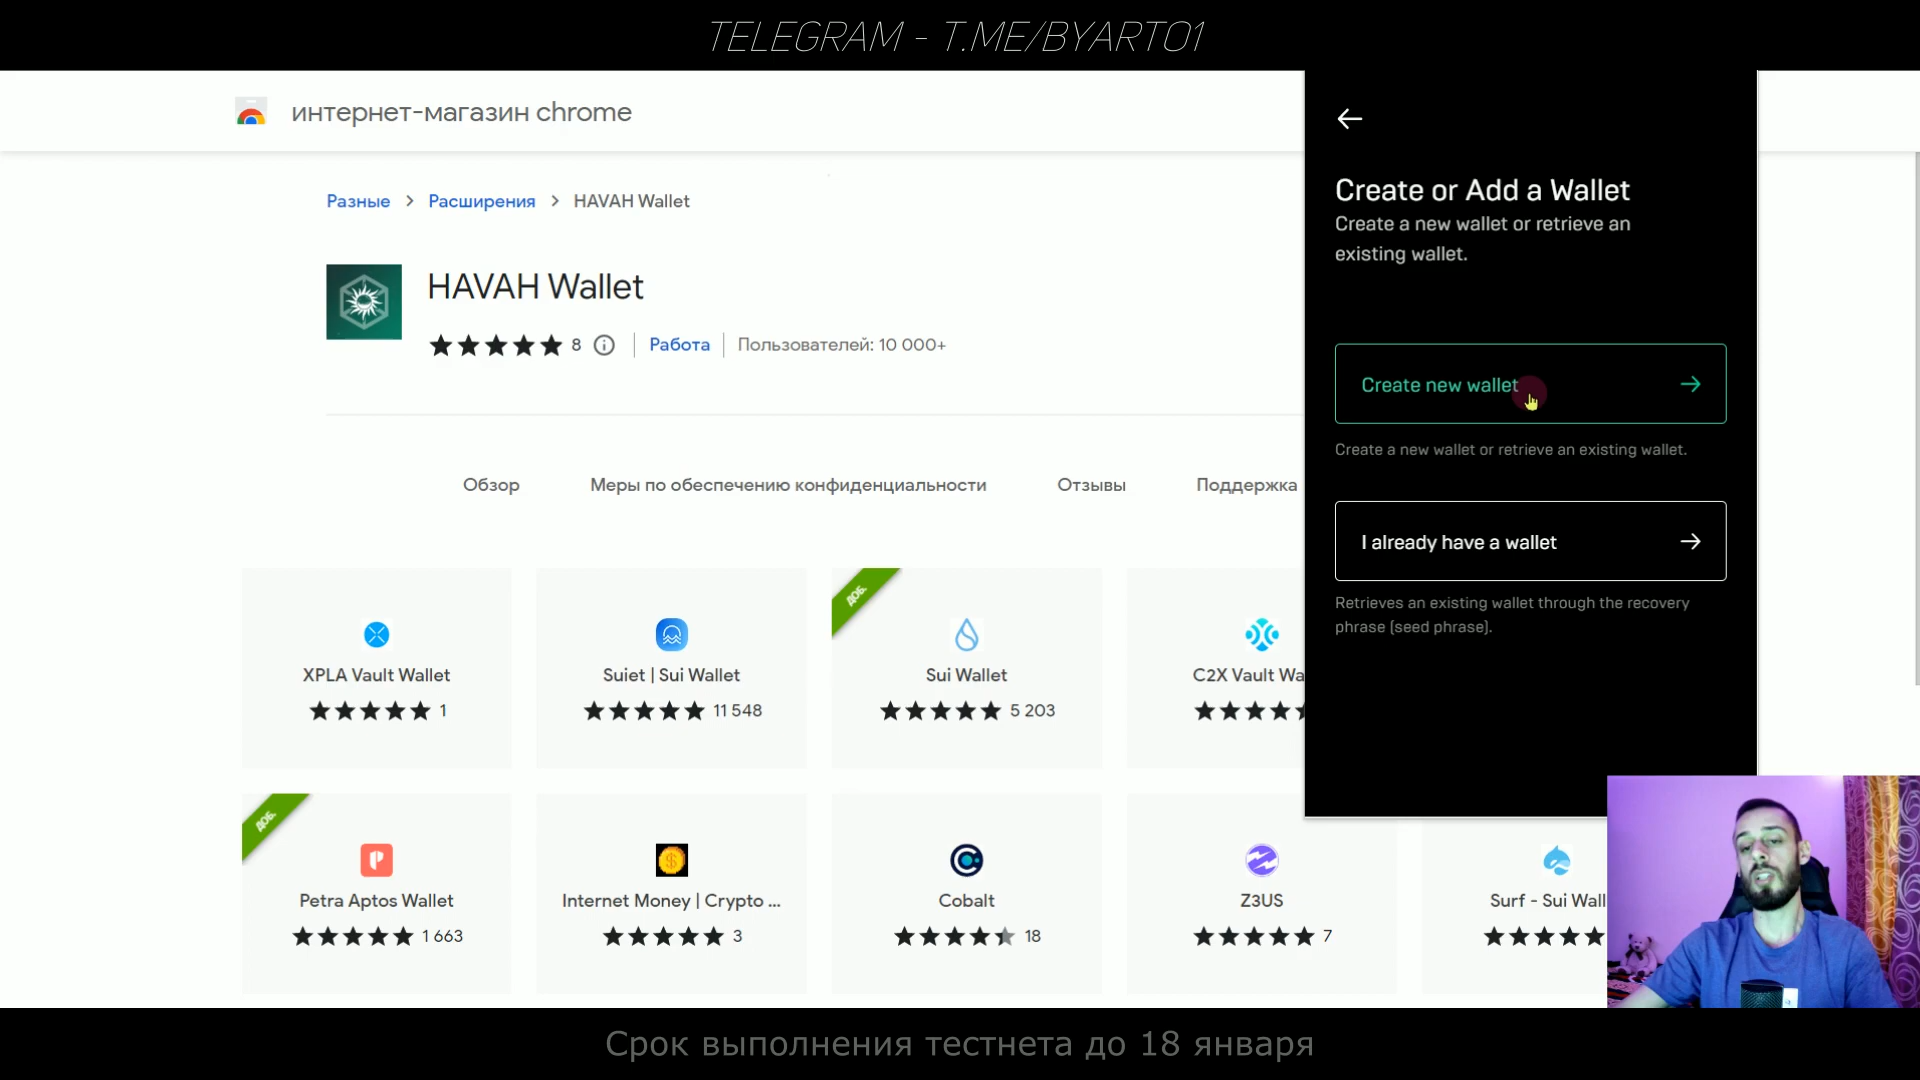 TELEGRAM - T.ME/BYARTO1
интернет-магазин chrome
Разные > Расширения > HAVAH Wallet
HAVAH Wallet
8 Работа Пользователей: 10 000+
Обзор Меры по обеспечению конфиденциальности Отзывы Поддержка
ДОБ.
XPLA Vault Wallet
1
Suiet | Sui Wallet
11 548
Sui Wallet
5 203
C2X Vault Wa
ДОБ.
Petra Aptos Wallet
1 663
Internet Money | Crypto ...
3
Cobalt
18
Z3US
7
Surf - Sui Wall
Create or Add a Wallet
Create a new wallet or retrieve an
existing wallet.
Create new wallet
Create a new wallet or retrieve an existing wallet.
I already have a wallet
Retrieves an existing wallet through the recovery
phrase (seed phrase).
Срок выполнения тестнета до 18 января